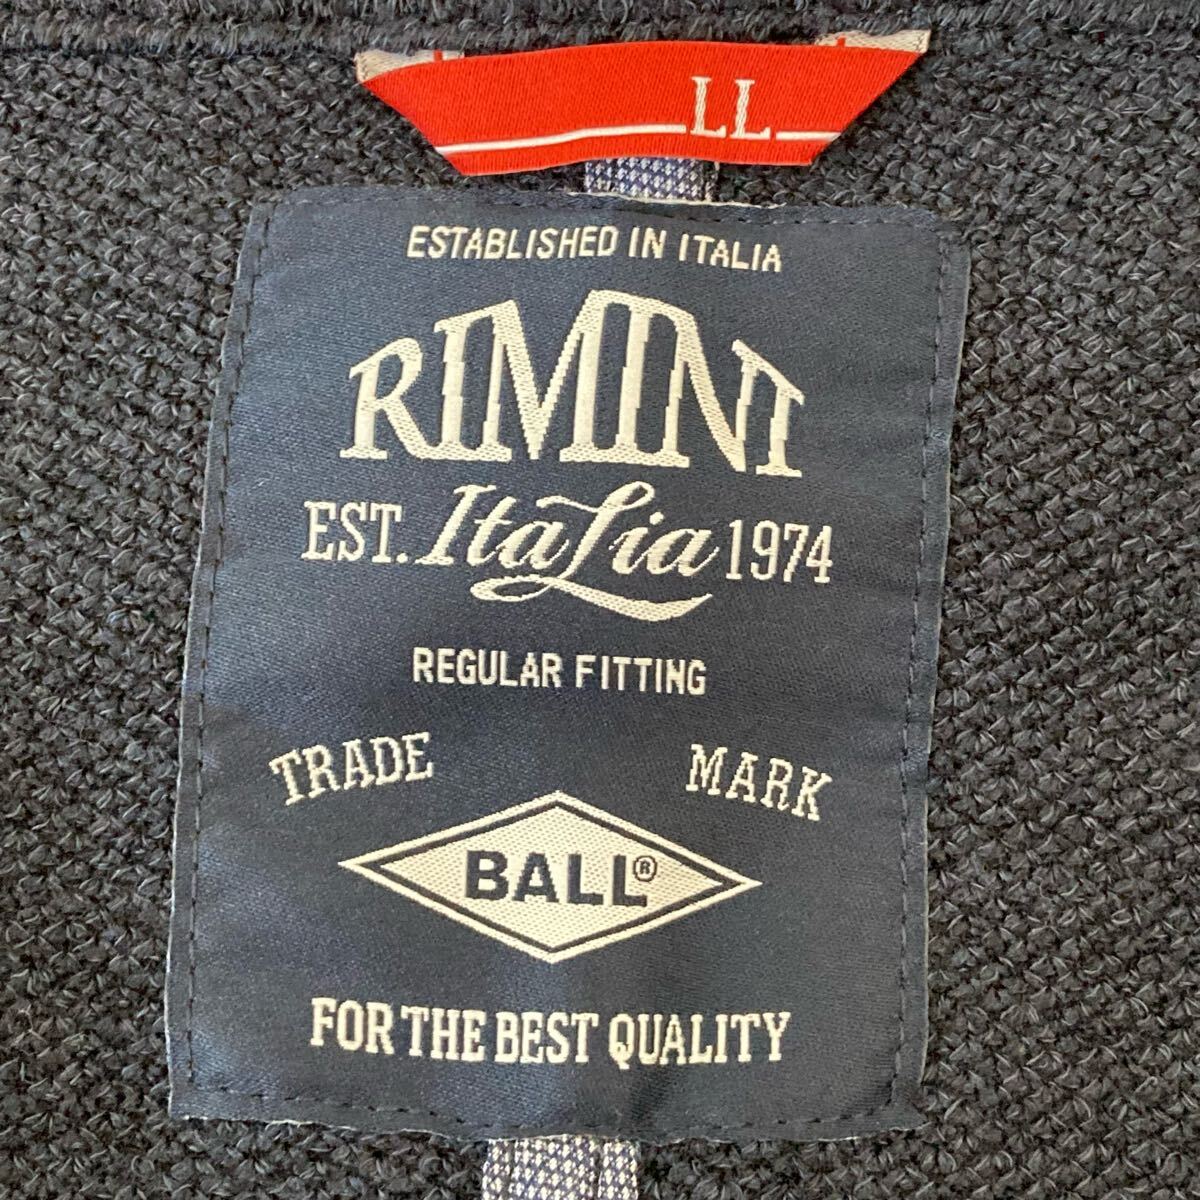 LL
ESTABLISHED IN ITALIA
RIMINI
EST. Italia 1974
REGULAR FITTING
TRADE MARK
BALL®
FOR THE BEST QUALITY